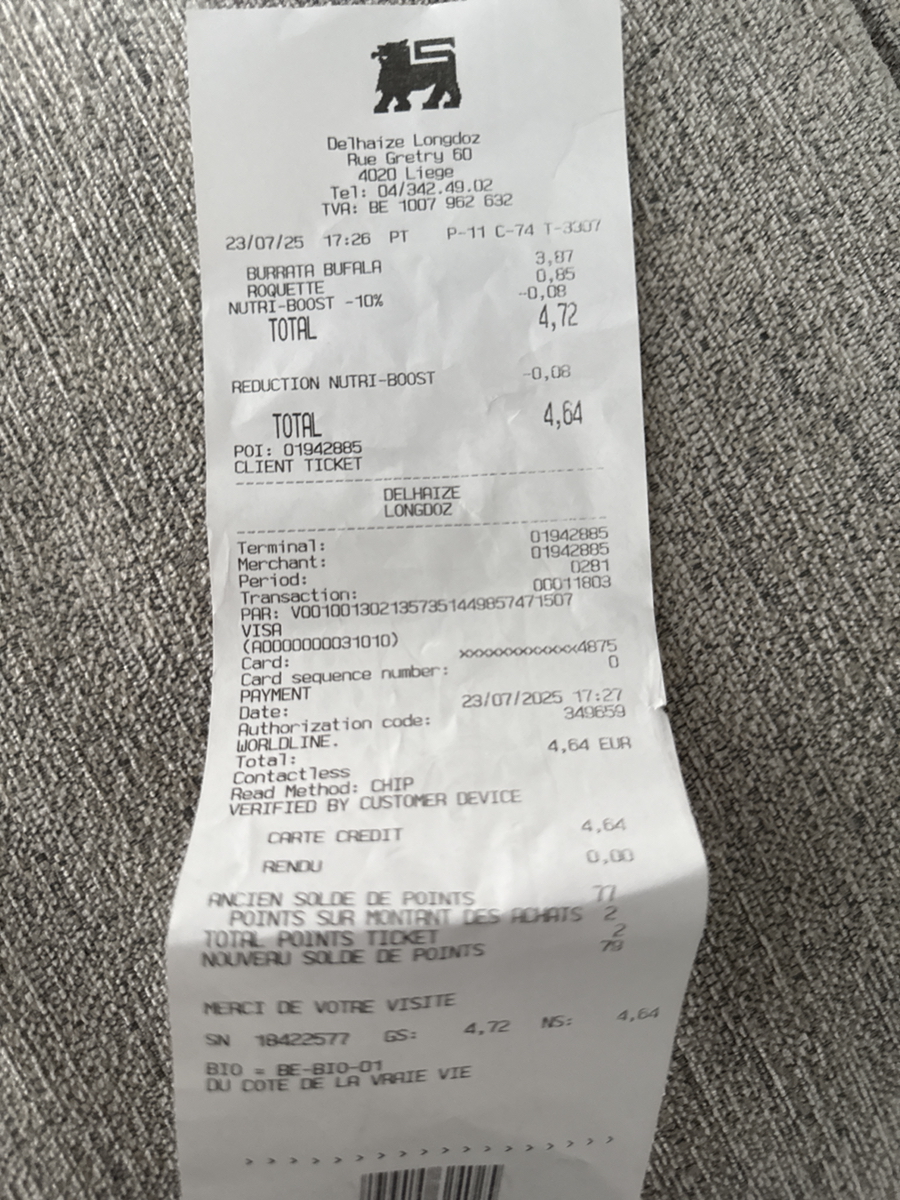 Delhaize Longdoz
Rue Gretry 60
4020 Liege
Tel: 04/342.49.02
TVA: BE 1007 962 632
23/07/25 17:26 PT P-11 C-74 T-3307
BURRATA BUFALA 3,87
ROQUETTE 0,85
NUTRI-BOOST -10% -0,08
TOTAL 4,72
REDUCTION NUTRI-BOOST -0,08
TOTAL 4,64
POI: 01942885
CLIENT TICKET
DELHAIZE
LONGDOZ
Terminal: 01942885
Merchant: 01942885
Period: 0281
Transaction: 00011803
PAR: V0010013021357351449857471507
VISA
(A0000000031010)
Card: xxxxxxxxxxxx4875
Card sequence number: 0
PAYMENT
Date: 23/07/2025 17:27
Authorization code: 349659
WORLDLINE.
Total: 4,64 EUR
Contactless
Read Method: CHIP
VERIFIED BY CUSTOMER DEVICE
CARTE CREDIT 4,64
RENDU 0,00
ANCIEN SOLDE DE POINTS 77
POINTS SUR MONTANT DES ACHATS 2
TOTAL POINTS TICKET 2
NOUVEAU SOLDE DE POINTS 79
MERCI DE VOTRE VISITE
SN 18422577 GS: 4,72 NS: 4,64
BIO = BE-BIO-01
DU COTE DE LA VRAIE VIE
> > > > > > > > > > > > > > > > > >